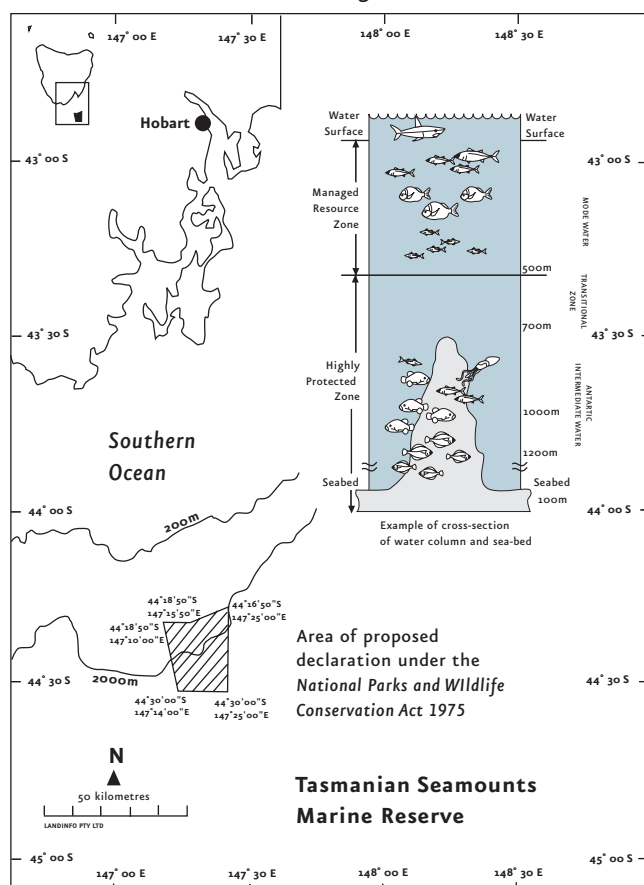 147° 00 E
147° 30 E
148° 00 E
148° 30 E
Hobart
43° 00 S
43° 00 S
Water
Surface
Water
Surface
Managed
Resource
Zone
MODE WATER
500m
TRANSITIONAL
ZONE
700m
43° 30 S
43° 30 S
Highly
Protected
Zone
ANTARTIC
INTERMEDIATE WATER
1000m
1200m
Southern
Ocean
Seabed
Seabed
100m
44° 00 S
44° 00 S
200m
Example of cross-section
of water column and sea-bed
44°18'50"S
147°15'50"E
44°16'50"S
147°25'00"E
44°18'50"S
147°10'00"E
Area of proposed
declaration under the
National Parks and WIldlife
Conservation Act 1975
44° 30 S
44° 30 S
2000m
44°30'00"S
147°14'00"E
44°30'00"S
147°25'00"E
N
50 kilometres
LANDINFO PTY LTD
Tasmanian Seamounts
Marine Reserve
45° 00 S
45° 00 S
147° 00 E
147° 30 E
148° 00 E
148° 30 E